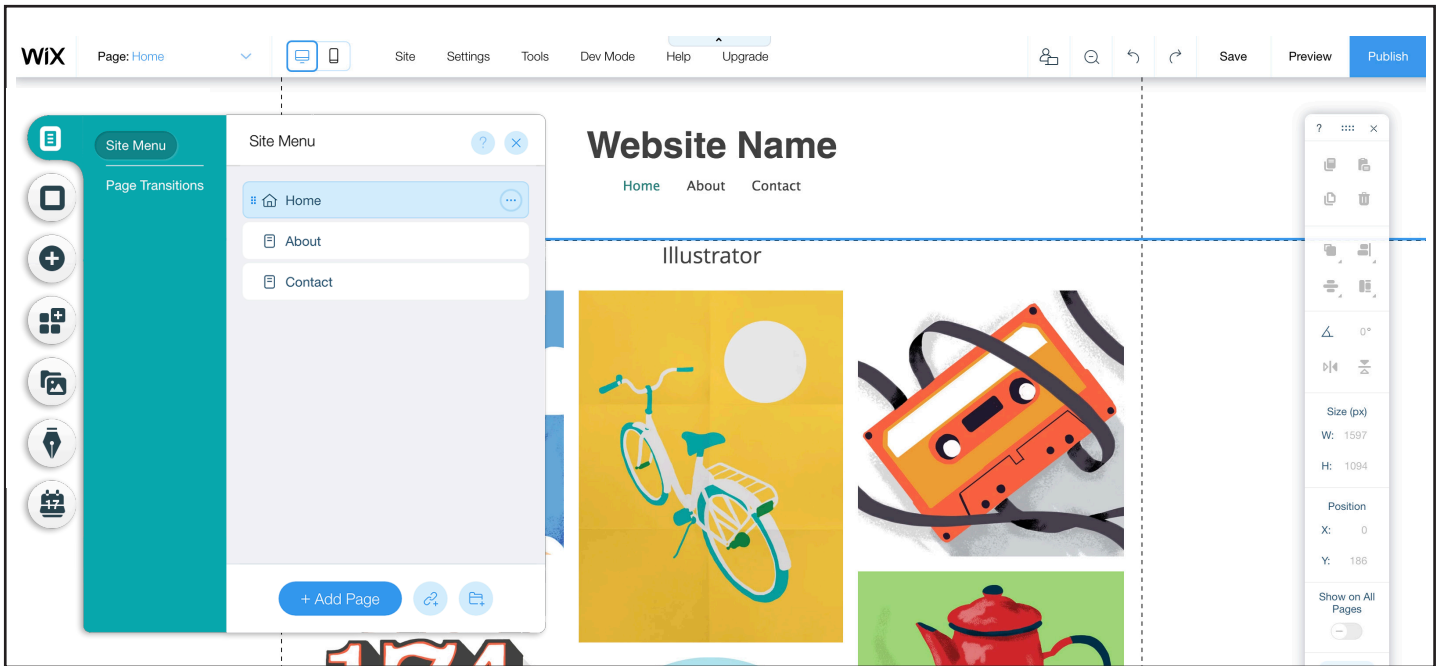 WiX
Page: Home
Site
Settings
Tools
Dev Mode
Help
Upgrade
Save
Preview
Publish
Site Menu
Page Transitions
Site Menu
?
Home
About
Contact
+ Add Page
Website Name
Home About Contact
Illustrator
17
?
0°
Size (px)
W: 1597
H: 1094
Position
X: 0
Y: 186
Show on All
Pages